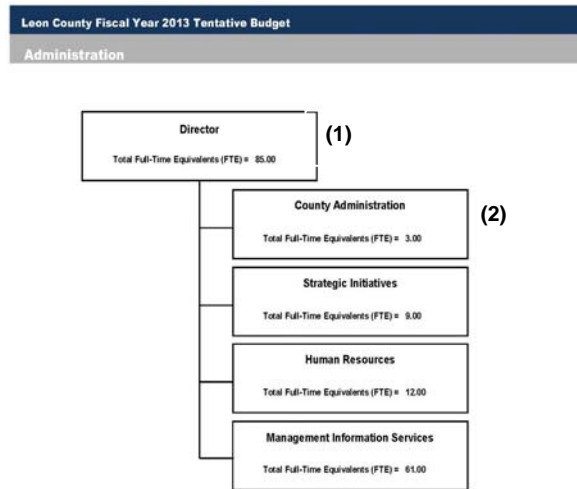 Leon County Fiscal Year 2013 Tentative Budget
Administration
Director
(1)
Total Full-Time Equivalents (FTE) = 85.00
County Administration
(2)
Total Full-Time Equivalents (FTE) = 3.00
Strategic Initiatives
Total Full-Time Equivalents (FTE) = 9.00
Human Resources
Total Full-Time Equivalents (FTE) = 12.00
Management Information Services
Total Full-Time Equivalents (FTE) = 61.00